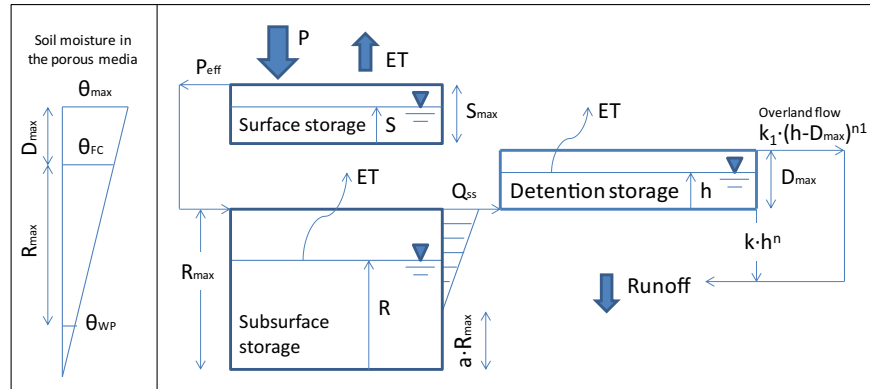 Soil moisture in
the porous media
θmax
Dmax
θFC
Rmax
θWP
P
ET
Peff
Surface storage
S
Smax
ET
Qss
Rmax
R
Subsurface
storage
a·Rmax
ET
Overland flow
k1·(h-Dmax)n1
Detention storage
h
Dmax
k·hn
Runoff